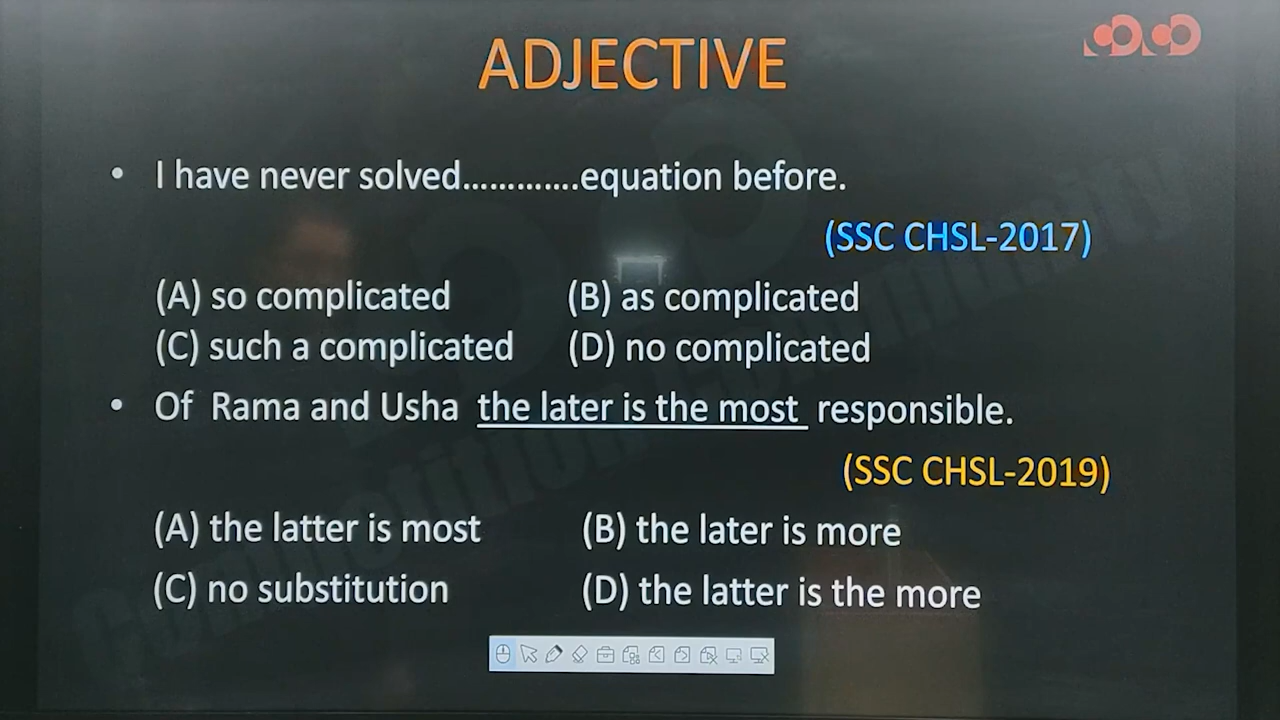 ADJECTIVE
• I have never solved.............equation before.
(SSC CHSL-2017)
(A) so complicated (B) as complicated
(C) such a complicated (D) no complicated
• Of Rama and Usha the later is the most responsible.
(SSC CHSL-2019)
(A) the latter is most (B) the later is more
(C) no substitution (D) the latter is the more
Competition Community